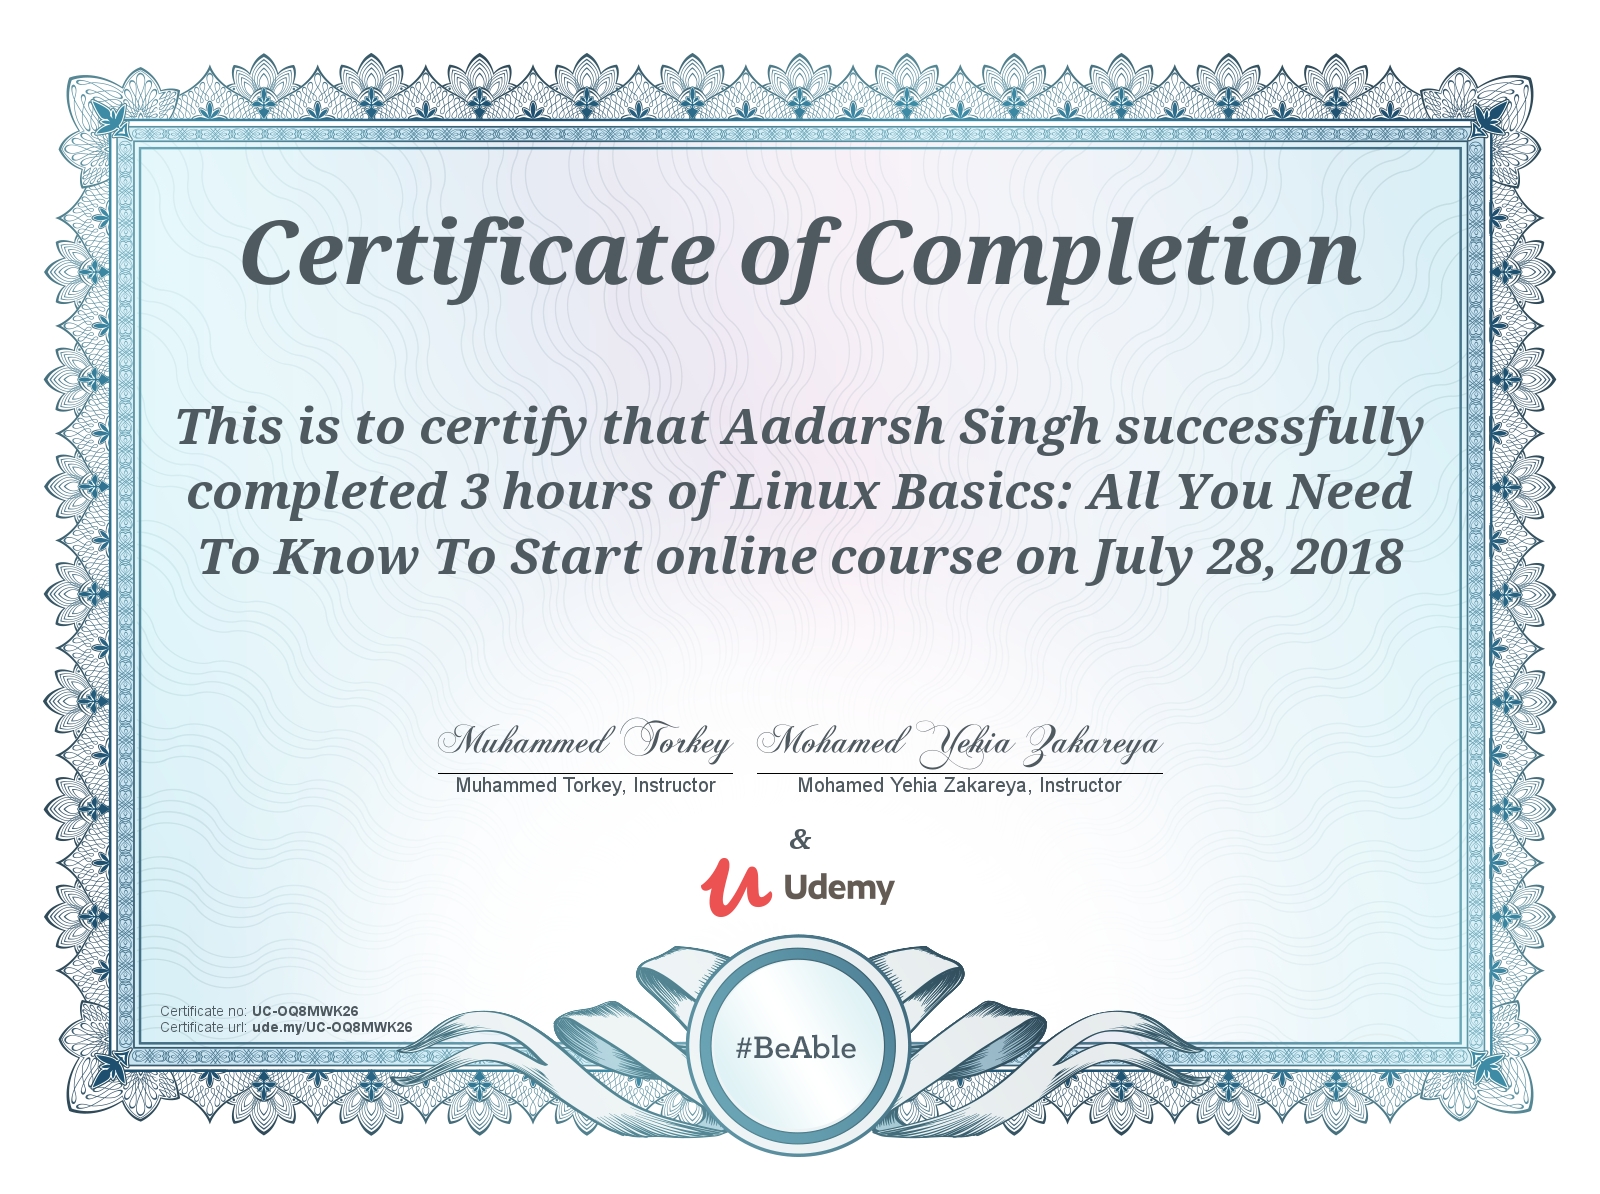 Certificate of Completion
This is to certify that Aadarsh Singh successfully
completed 3 hours of Linux Basics: All You Need
To Know To Start online course on July 28, 2018
Muhammed Torkey Mohamed Yehia Zakareya
Muhammed Torkey, Instructor Mohamed Yehia Zakareya, Instructor
&
Udemy
Certificate no: UC-OQ8MWK26
Certificate url: ude.my/UC-OQ8MWK26
#BeAble